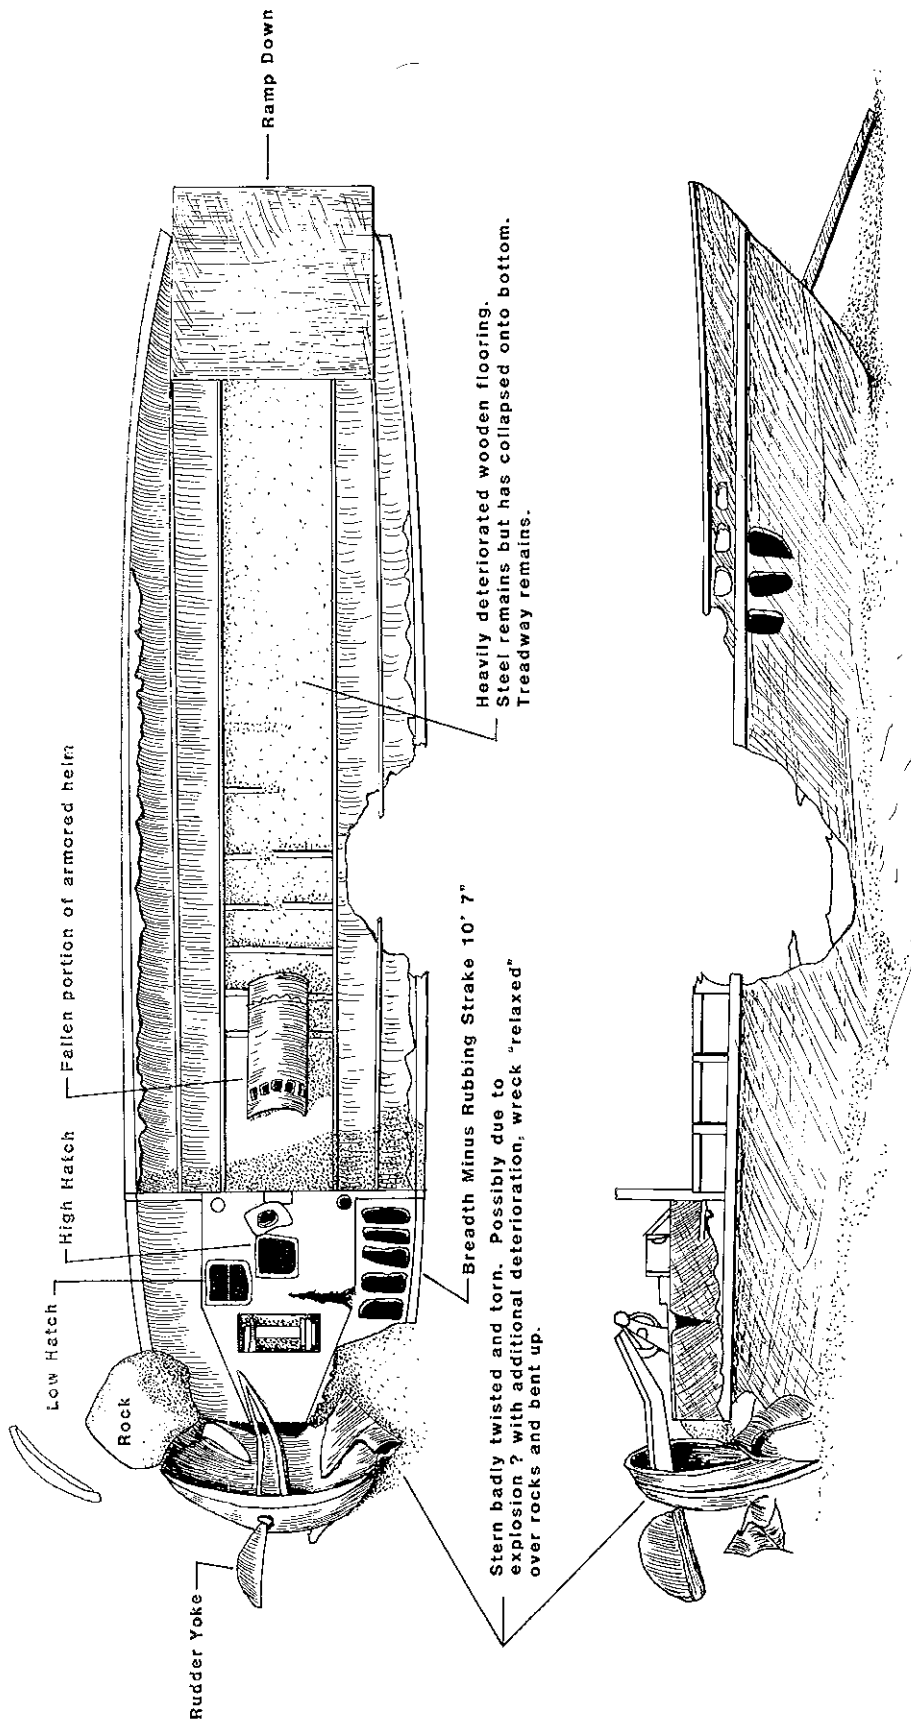 Ramp Down
Low Hatch
High Hatch
Fallen portion of armored helm
Rock
Rudder Yoke
Heavily deteriorated wooden flooring.
Steel remains but has collapsed onto bottom.
Treadway remains.
Breadth Minus Rubbing Strake 10' 7"
Stern badly twisted and torn. Possibly due to
explosion ? with additional deterioration, wreck "relaxed"
over rocks and bent up.